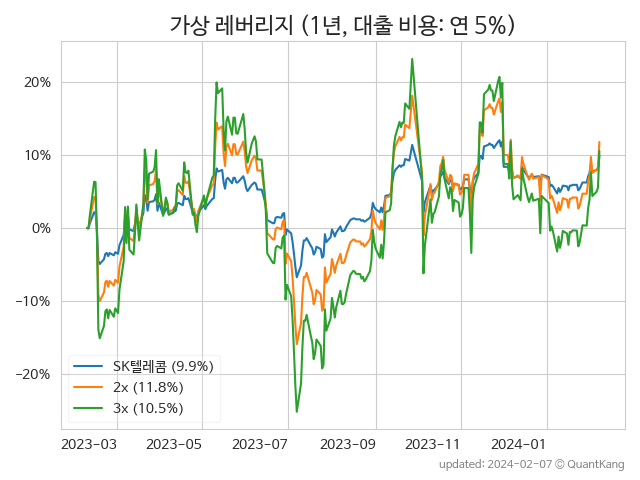 가상 레버리지 (1년, 대출 비용: 연 5%)
20%
10%
0%
−10%
−20%
SK텔레콤 (9.9%)
2x (11.8%)
3x (10.5%)
2023-03 2023-05 2023-07 2023-09 2023-11 2024-01
updated: 2024-02-07 © QuantKang